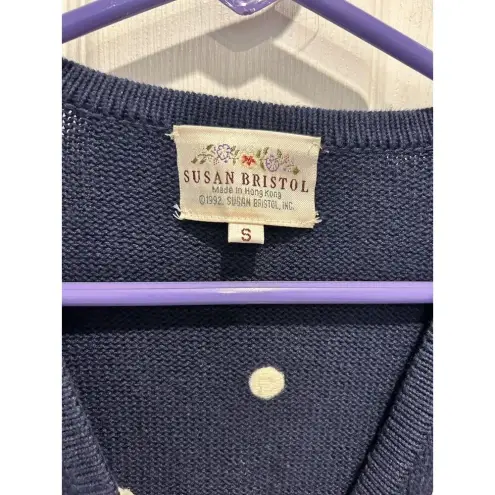 SUSAN BRISTOL
Made in Hong Kong
©1992, SUSAN BRISTOL, INC.
S